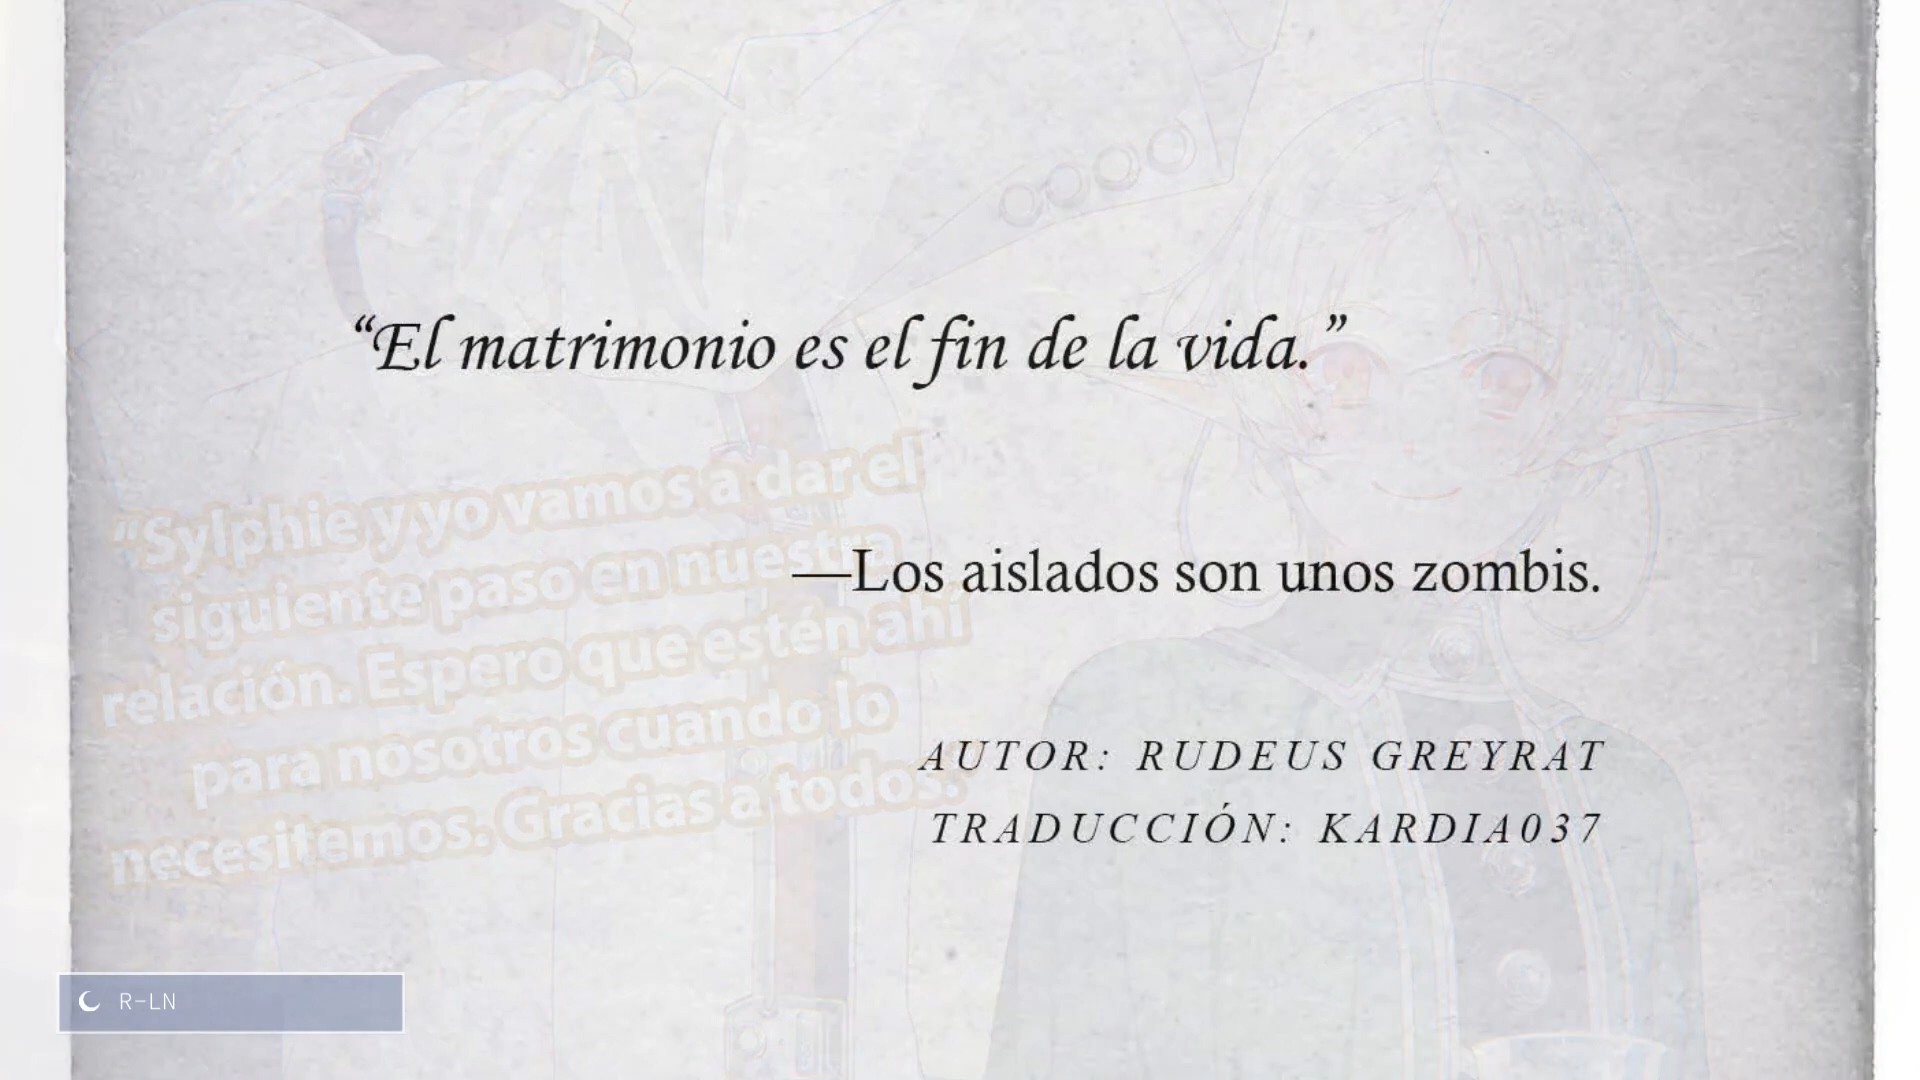 “El matrimonio es el fin de la vida.”
“Sylphie y yo vamos a dar el
siguiente paso en nuestra
relación. Espero que estén ahí
para nosotros cuando lo
necesitemos. Gracias a todos.”
—Los aislados son unos zombis.
AUTOR: RUDEUS GREYRAT
TRADUCCIÓN: KARDIA037
R-LN